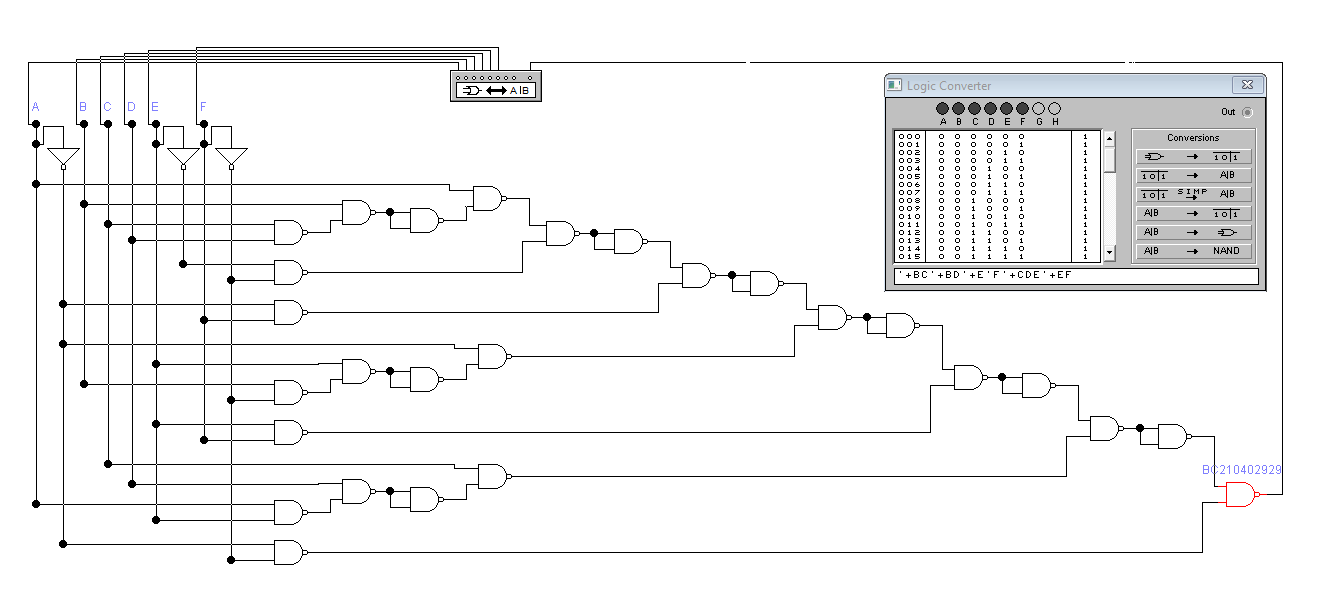 A|B
Logic Converter
A B C D E F
Out
A B C D E F G H
Conversions
000 0 0 0 0 0 0 1
001 0 0 0 0 0 1 1
002 0 0 0 0 1 0 1
003 0 0 0 0 1 1 1
004 0 0 0 1 0 0 1
005 0 0 0 1 0 1 1
006 0 0 0 1 1 0 1
007 0 0 0 1 1 1 1
008 0 0 1 0 0 0 1
009 0 0 1 0 0 1 1
010 0 0 1 0 1 0 1
011 0 0 1 0 1 1 1
012 0 0 1 1 0 0 1
013 0 0 1 1 0 1 1
014 0 0 1 1 1 0 1
015 0 0 1 1 1 1 1
→ 1 0 | 1
1 0 | 1 → A|B
1 0 | 1 SIMP → A|B
A|B → 1 0 | 1
A|B →
A|B → NAND
'+BC'+BD'+E'F'+CDE'+EF
BC210402929